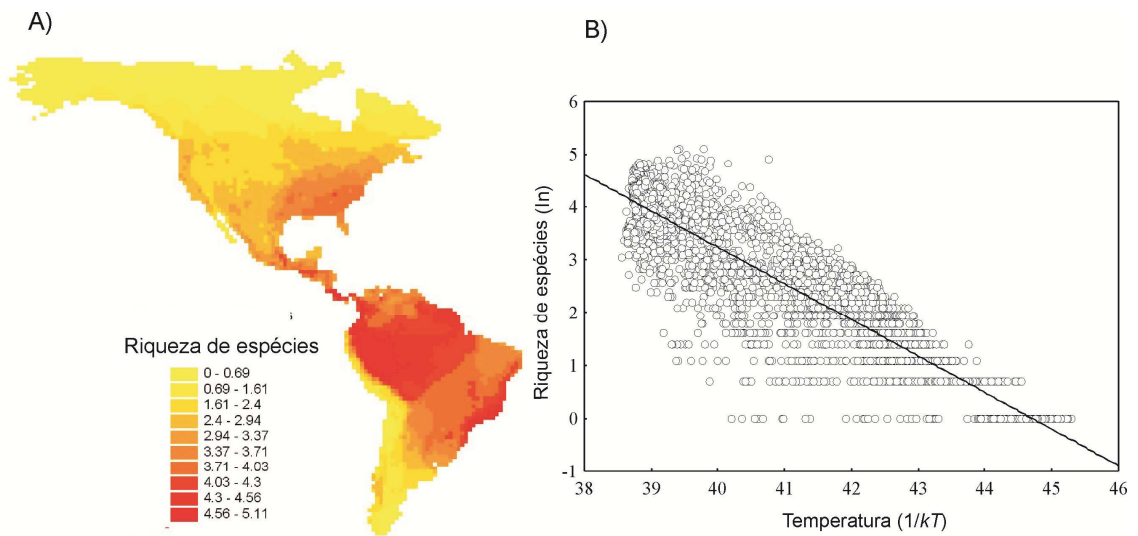 A)
B)
s
Riqueza de espécies
0 - 0.69
0.69 - 1.61
1.61 - 2.4
2.4 - 2.94
2.94 - 3.37
3.37 - 3.71
3.71 - 4.03
4.03 - 4.3
4.3 - 4.56
4.56 - 5.11
Riqueza de espécies (ln)
6
5
4
3
2
1
0
-1
38 39 40 41 42 43 44 45 46
Temperatura (1/kT)